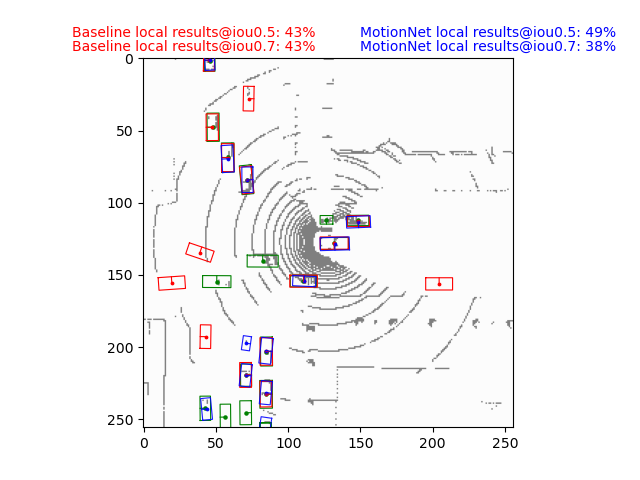 Baseline local results@iou0.5: 43% MotionNet local results@iou0.5: 49%
Baseline local results@iou0.7: 43% MotionNet local results@iou0.7: 38%
0
50
100
150
200
250
0 50 100 150 200 250